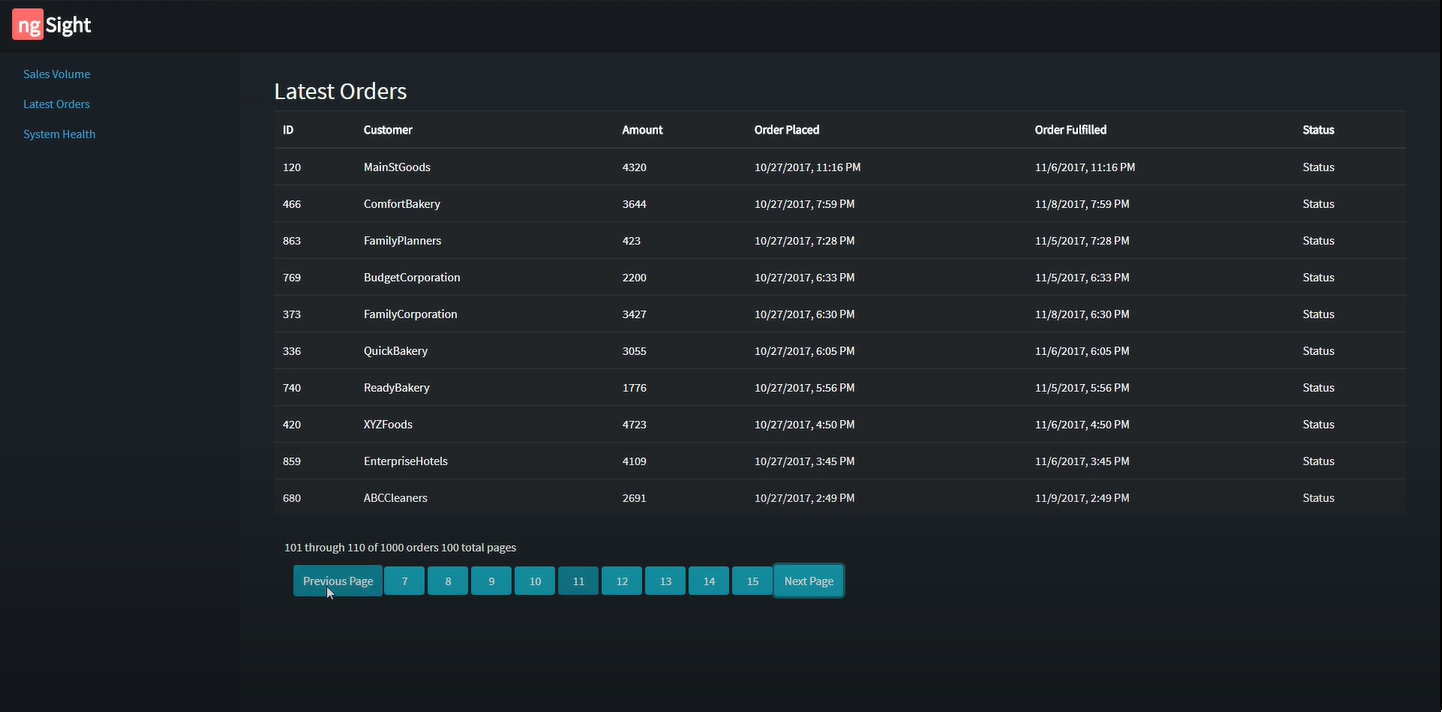 ng Sight
Sales Volume
Latest Orders
System Health
Latest Orders
ID Customer Amount Order Placed Order Fulfilled Status
120 MainStGoods 4320 10/27/2017, 11:16 PM 11/6/2017, 11:16 PM Status
466 ComfortBakery 3644 10/27/2017, 7:59 PM 11/8/2017, 7:59 PM Status
863 FamilyPlanners 423 10/27/2017, 7:28 PM 11/5/2017, 7:28 PM Status
769 BudgetCorporation 2200 10/27/2017, 6:33 PM 11/5/2017, 6:33 PM Status
373 FamilyCorporation 3427 10/27/2017, 6:30 PM 11/8/2017, 6:30 PM Status
336 QuickBakery 3055 10/27/2017, 6:05 PM 11/6/2017, 6:05 PM Status
740 ReadyBakery 1776 10/27/2017, 5:56 PM 11/5/2017, 5:56 PM Status
420 XYZFoods 4723 10/27/2017, 4:50 PM 11/6/2017, 4:50 PM Status
859 EnterpriseHotels 4109 10/27/2017, 3:45 PM 11/6/2017, 3:45 PM Status
680 ABCCleaners 2691 10/27/2017, 2:49 PM 11/9/2017, 2:49 PM Status
101 through 110 of 1000 orders 100 total pages
Previous Page 7 8 9 10 11 12 13 14 15 Next Page